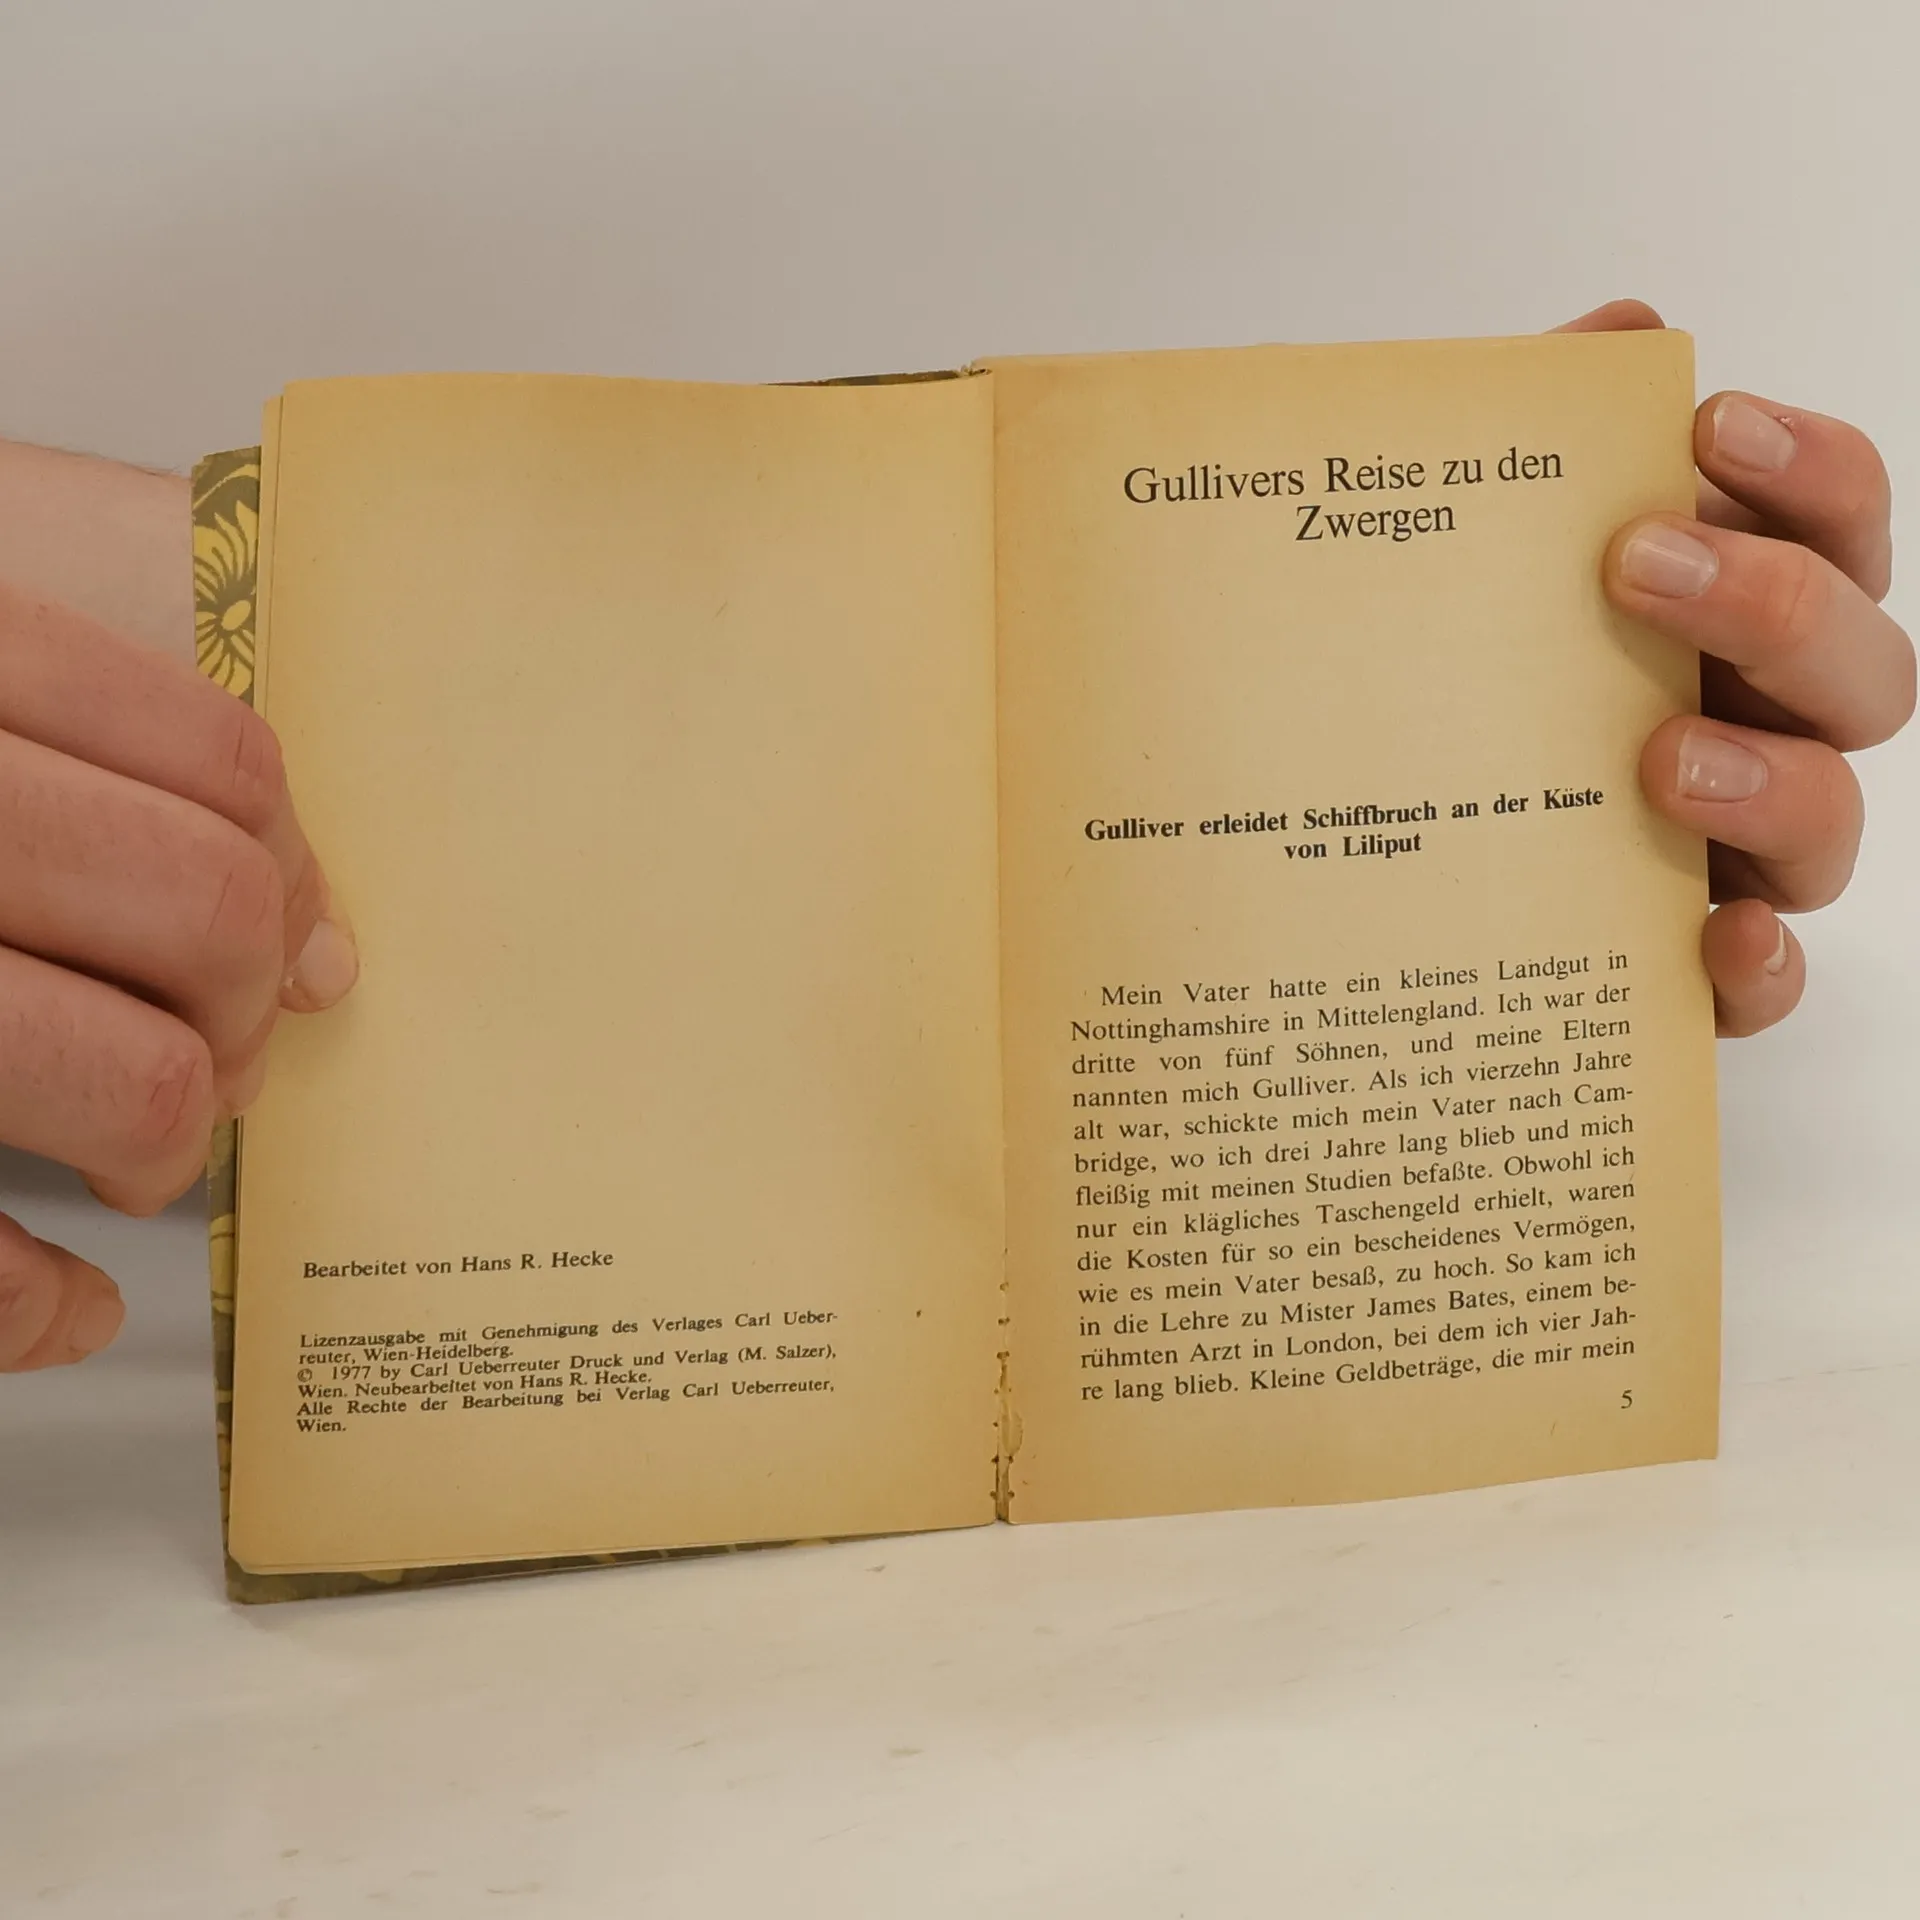 Bearbeitet von Hans R. Hecke
Lizenzausgabe mit Genehmigung des Verlages Carl Ueber-
reuter, Wien-Heidelberg.
© 1977 by Carl Ueberreuter Druck und Verlag (M. Salzer),
Wien. Neubearbeitet von Hans R. Hecke.
Alle Rechte der Bearbeitung bei Verlag Carl Ueberreuter,
Wien.
Gullivers Reise zu den
Zwergen
Gulliver erleidet Schiffbruch an der Küste
von Liliput
Mein Vater hatte ein kleines Landgut in
Nottinghamshire in Mittelengland. Ich war der
dritte von fünf Söhnen, und meine Eltern
nannten mich Gulliver. Als ich vierzehn Jahre
alt war, schickte mich mein Vater nach Cam-
bridge, wo ich drei Jahre lang blieb und mich
fleißig mit meinen Studien befaßte. Obwohl ich
nur ein klägliches Taschengeld erhielt, waren
die Kosten für so ein bescheidenes Vermögen,
wie es mein Vater besaß, zu hoch. So kam ich
in die Lehre zu Mister James Bates, einem be-
rühmten Arzt in London, bei dem ich vier Jah-
re lang blieb. Kleine Geldbeträge, die mir mein
5